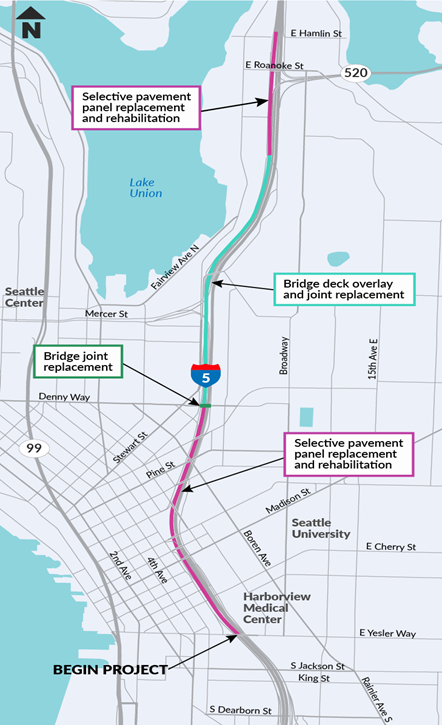 N
E Hamlin St
E Roanoke St
520
Selective pavement
panel replacement
and rehabilitation
Lake
Union
Fairview Ave N
Bridge deck overlay
and joint replacement
Seattle
Center
Mercer St
Broadway
15th Ave E
Bridge joint
replacement
5
Denny Way
Stewart St
99
Selective pavement
panel replacement
and rehabilitation
Pine St
Madison St
Seattle
University
Boren Ave
E Cherry St
2nd Ave
4th Ave
Harborview
Medical
Center
E Yesler Way
BEGIN PROJECT
S Jackson St
King St
Rainier Ave S
S Dearborn St